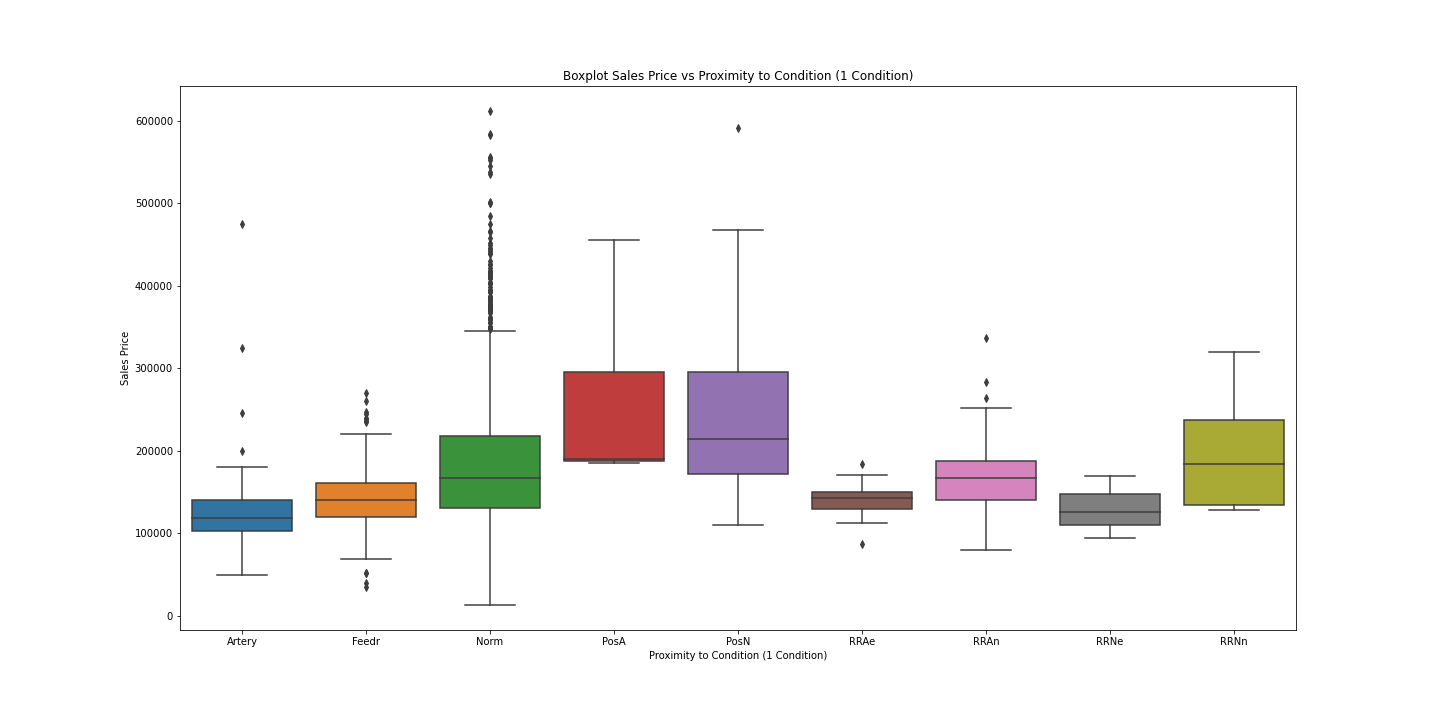 Boxplot Sales Price vs Proximity to Condition (1 Condition)
600000
500000
400000
300000
200000
100000
0
Sales Price
Artery Feedr Norm PosA PosN RRAe RRAn RRNe RRNn
Proximity to Condition (1 Condition)